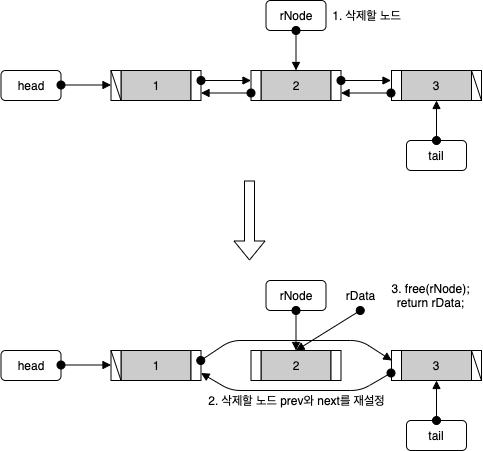 rNode
1. 삭제할 노드
head
1
2
3
tail
rNode
rData
3. free(rNode);
return rData;
head
1
2
3
2. 삭제할 노드 prev와 next를 재설정
tail